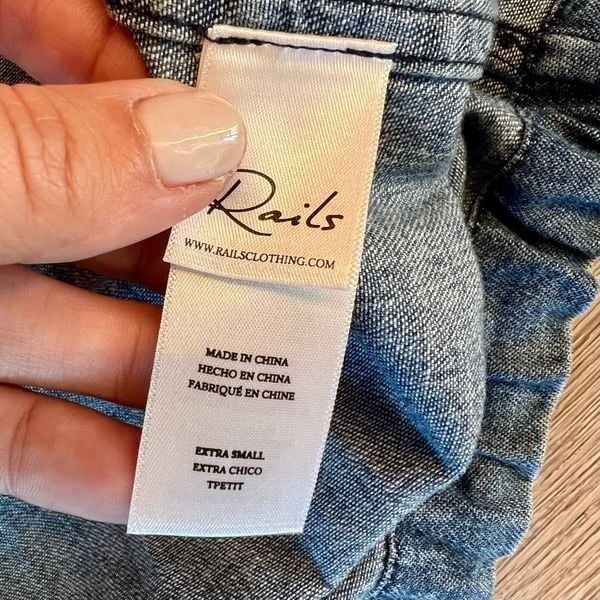 Rails
WWW.RAILSCLOTHING.COM
MADE IN CHINA
HECHO EN CHINA
FABRIQUÉ EN CHINE
EXTRA SMALL
EXTRA CHICO
TPETIT